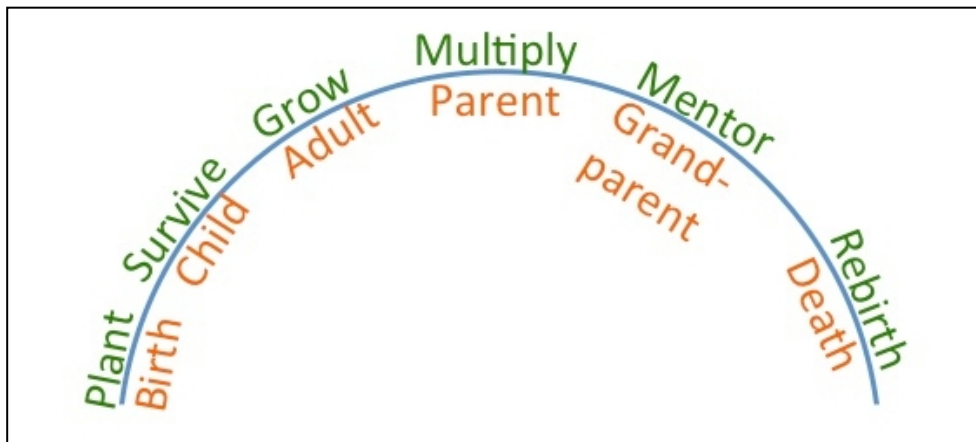 Plant
Birth
Survive
Child
Grow
Adult
Multiply
Parent
Mentor
Grand-
parent
Rebirth
Death